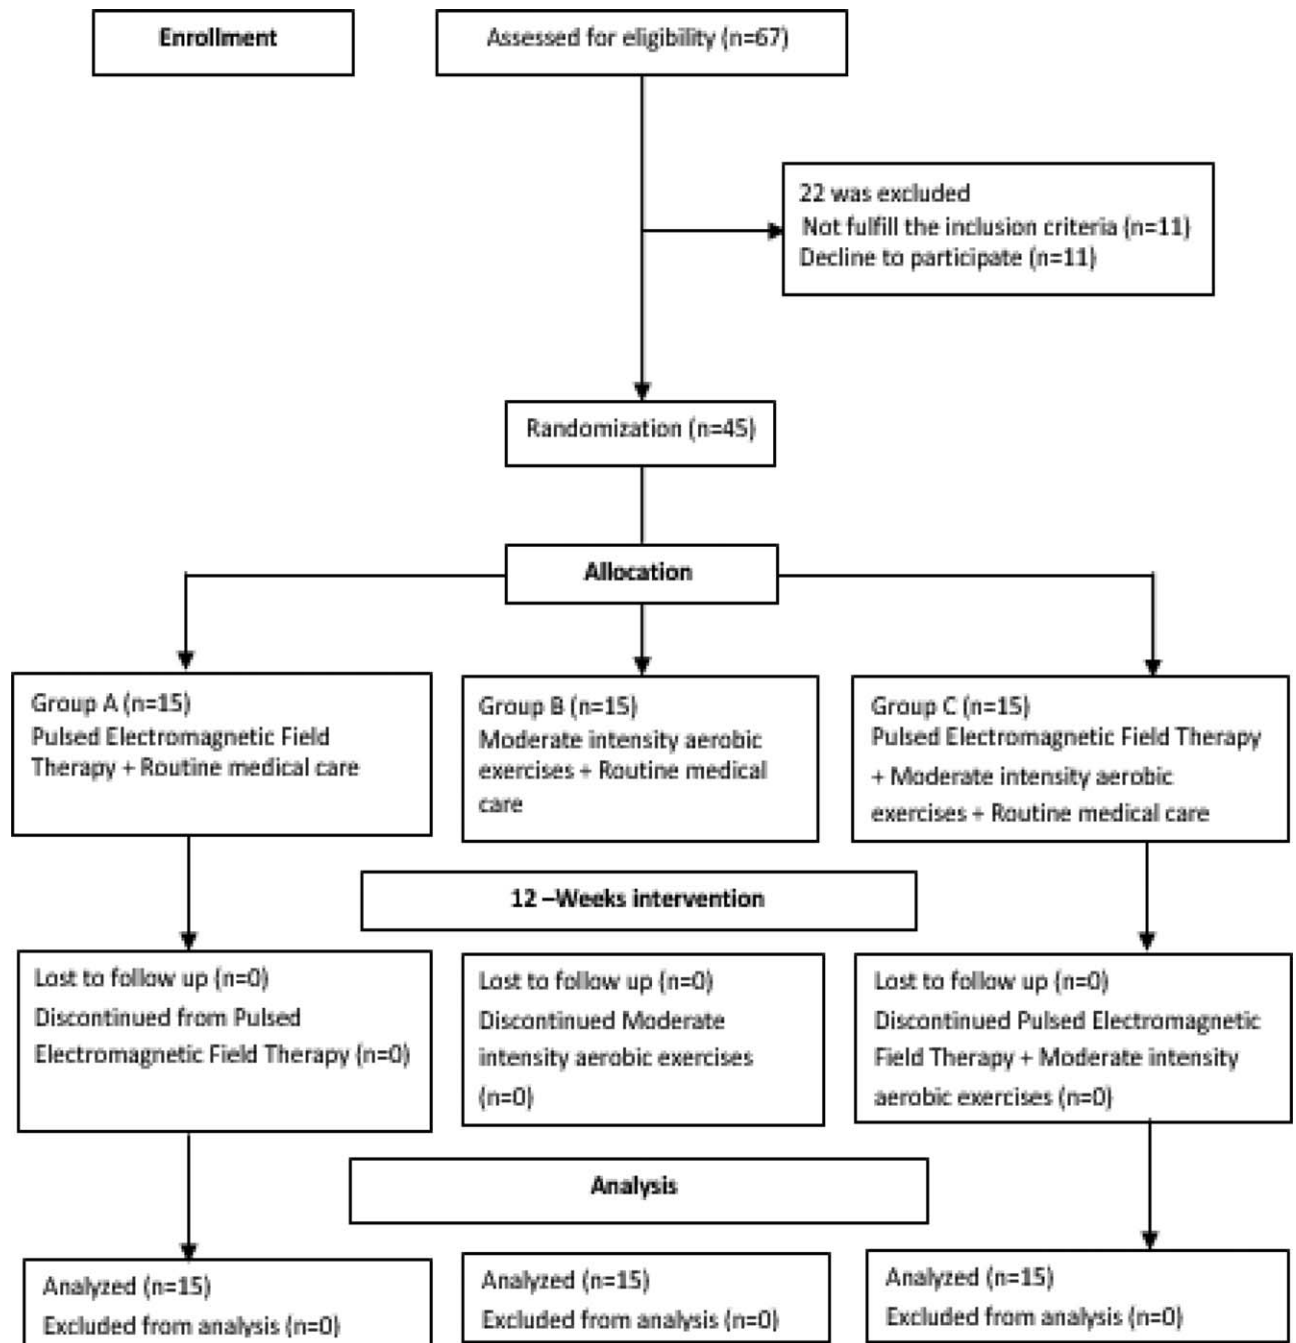 Enrollment
Assessed for eligibility (n=67)
22 was excluded
Not fulfill the inclusion criteria (n=11)
Decline to participate (n=11)
Randomization (n=45)
Allocation
Group A (n=15)
Pulsed Electromagnetic Field
Therapy + Routine medical care
Group B (n=15)
Moderate intensity aerobic
exercises + Routine medical
care
Group C (n=15)
Pulsed Electromagnetic Field Therapy
+ Moderate intensity aerobic
exercises + Routine medical care
12 –Weeks intervention
Lost to follow up (n=0)
Discontinued from Pulsed
Electromagnetic Field Therapy (n=0)
Lost to follow up (n=0)
Discontinued Moderate
intensity aerobic exercises
(n=0)
Lost to follow up (n=0)
Discontinued Pulsed Electromagnetic
Field Therapy + Moderate intensity
aerobic exercises (n=0)
Analysis
Analyzed (n=15)
Excluded from analysis (n=0)
Analyzed (n=15)
Excluded from analysis (n=0)
Analyzed (n=15)
Excluded from analysis (n=0)